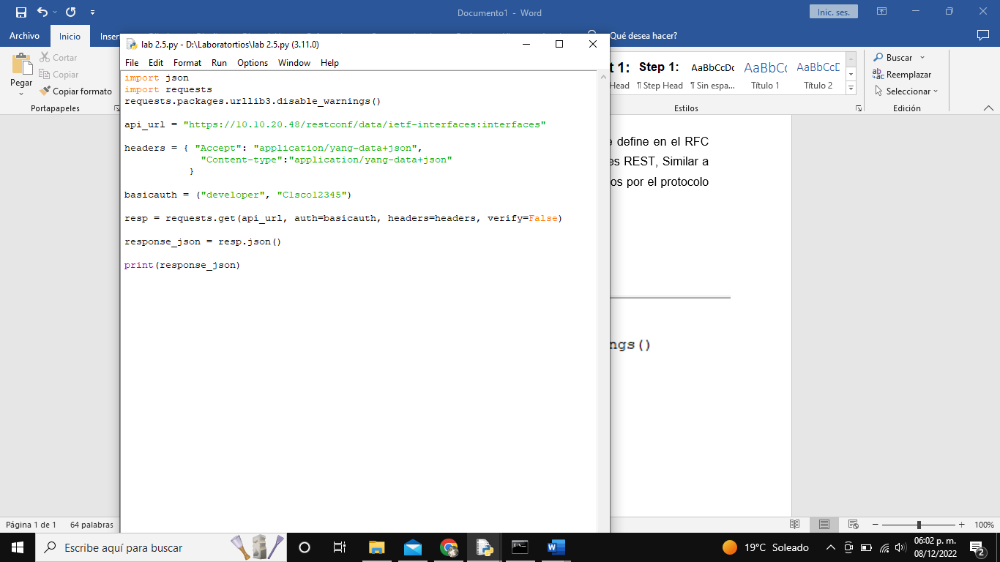 Documento1 - Word
Inic. ses.
Archivo
Inicio
Inser
Qué desea hacer?
Pegar
Cortar
Copiar
Copiar formato
Portapapeles
t 1:
Step 1:
AaBbCcDc
AaBbCc
AaBbCcD
Head
¶ Step Head
¶ Sin espa...
Título 1
Título 2
Estilos
Buscar
Reemplazar
Seleccionar
Edición
lab 2.5.py - D:\Laboratortios\lab 2.5.py (3.11.0)
File Edit Format Run Options Window Help
import json
import requests
requests.packages.urllib3.disable_warnings()
api_url = "https://10.10.20.48/restconf/data/ietf-interfaces:interfaces"
headers = { "Accept": "application/yang-data+json",
"Content-type":"application/yang-data+json"
}
basicauth = ("developer", "C1sco12345")
resp = requests.get(api_url, auth=basicauth, headers=headers, verify=False)
response_json = resp.json()
print(response_json)
e define en el RFC
es REST, Similar a
os por el protocolo
ngs()
Página 1 de 1 64 palabras
100%
Escribe aquí para buscar
19°C Soleado
06:02 p. m.
08/12/2022
2